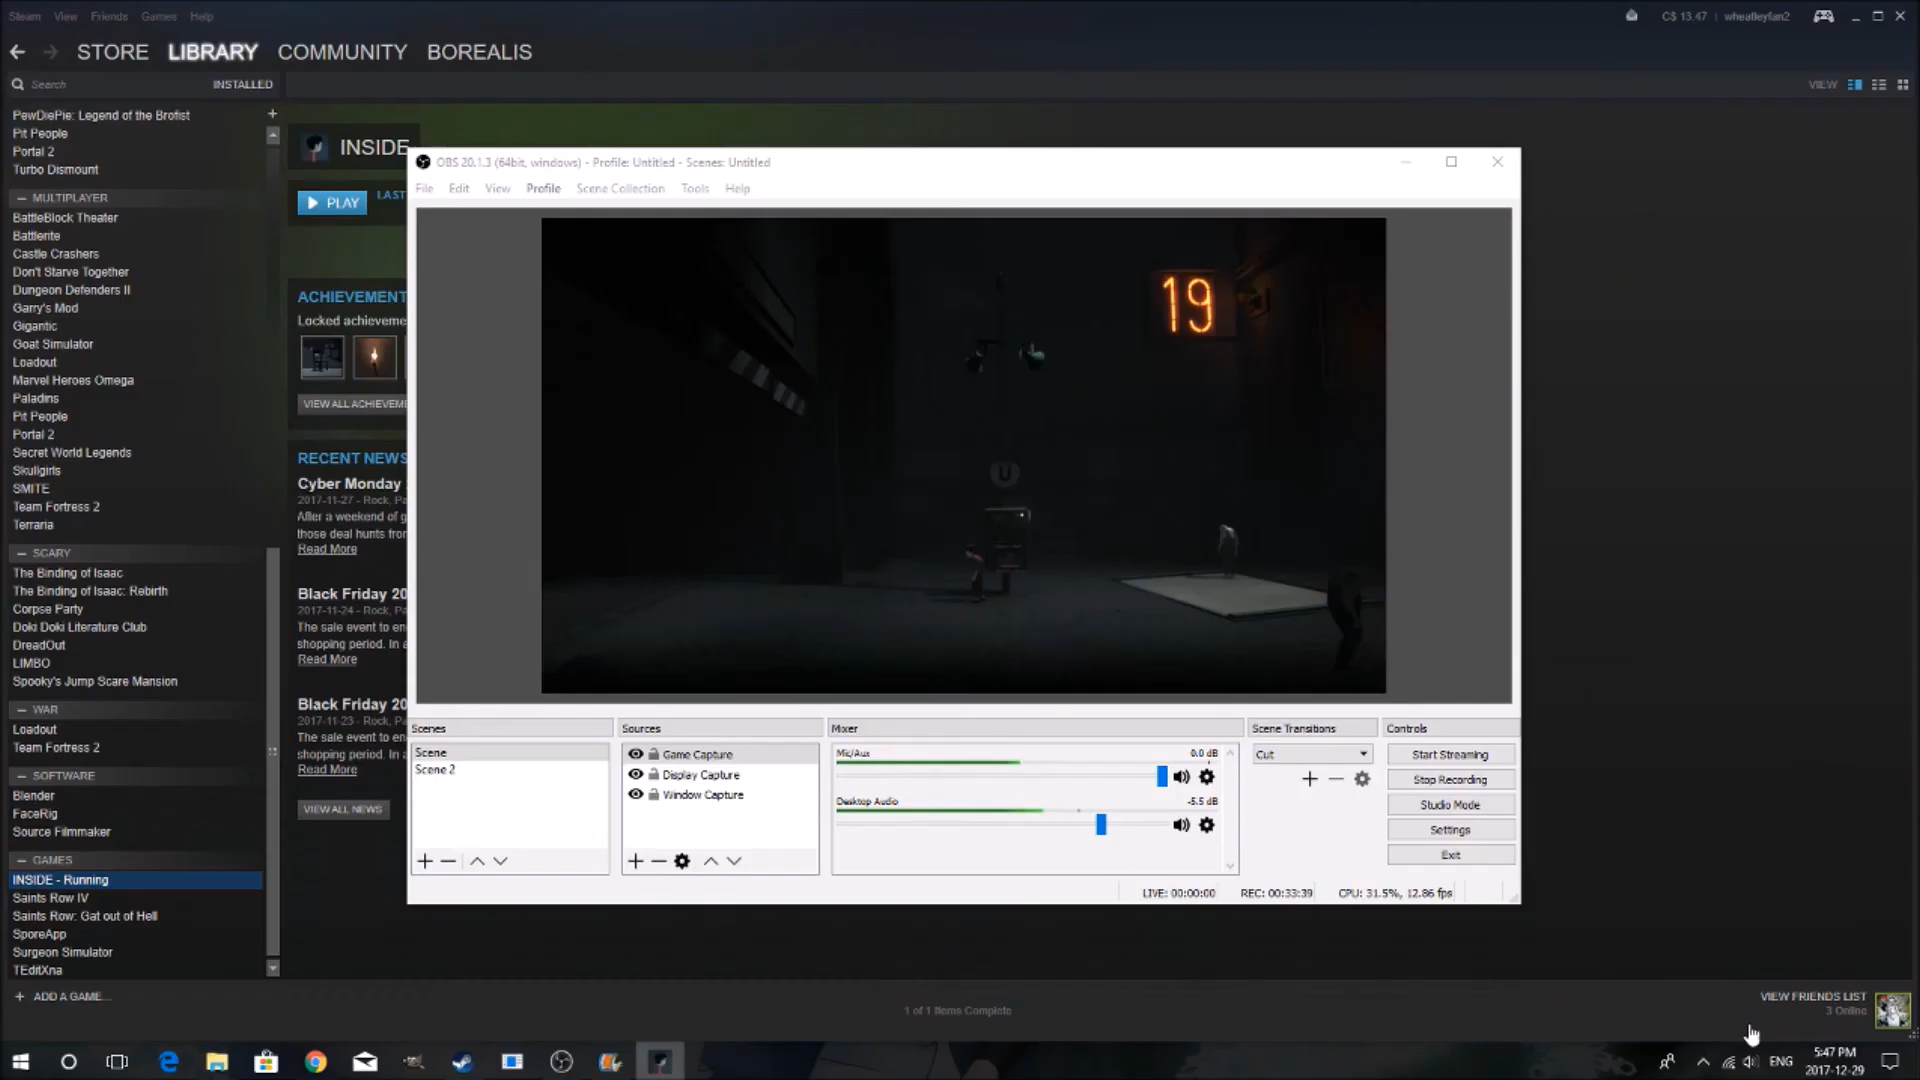 Steam View Friends Games Help
C$ 13.47 | wheatleyfan2
STORE LIBRARY COMMUNITY BOREALIS
Search INSTALLED
VIEW
PewDiePie: Legend of the Brofist
Pit People
Portal 2
Turbo Dismount
— MULTIPLAYER
BattleBlock Theater
Battlerite
Castle Crashers
Don't Starve Together
Dungeon Defenders II
Garry's Mod
Gigantic
Goat Simulator
Loadout
Marvel Heroes Omega
Paladins
Pit People
Portal 2
Secret World Legends
Skullgirls
SMITE
Team Fortress 2
Terraria
— SCARY
The Binding of Isaac
The Binding of Isaac: Rebirth
Corpse Party
Doki Doki Literature Club
DreadOut
LIMBO
Spooky's Jump Scare Mansion
— WAR
Loadout
Team Fortress 2
— SOFTWARE
Blender
FaceRig
Source Filmmaker
— GAMES
INSIDE - Running
Saints Row IV
Saints Row: Gat out of Hell
SporeApp
Surgeon Simulator
TEditXna
+ ADD A GAME...
INSIDE
PLAY
LAST
ACHIEVEMENT
Locked achieveme
VIEW ALL ACHIEVEME
RECENT NEWS
Cyber Monday
2017-11-27 - Rock, Pa
After a weekend of g
those deal hunts from
Read More
Black Friday 20
2017-11-24 - Rock, Pa
The sale event to en
shopping period. In a
Read More
Black Friday 20
2017-11-23 - Rock, Pa
The sale event to en
shopping period. In a
Read More
VIEW ALL NEWS
OBS 20.1.3 (64bit, windows) - Profile: Untitled - Scenes: Untitled
File Edit View Profile Scene Collection Tools Help
19
U
Scenes
Scene
Scene 2
Sources
Game Capture
Display Capture
Window Capture
Mixer
Mic/Aux 0.0 dB
Desktop Audio -5.5 dB
Scene Transitions
Cut
Controls
Start Streaming
Stop Recording
Studio Mode
Settings
Exit
LIVE: 00:00:00 REC: 00:33:39 CPU: 31.5%, 12.86 fps
1 of 1 Items Complete
VIEW FRIENDS LIST
3 Online
ENG
5:47 PM
2017-12-29